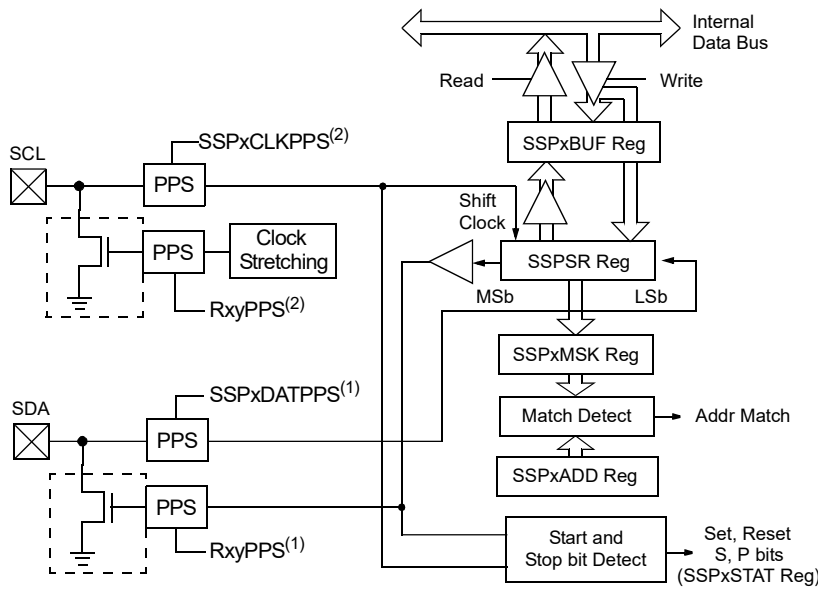 Internal
Data Bus
Read
Write
SSPxCLKPPS(2)
SSPxBUF Reg
SCL
PPS
Shift
Clock
PPS
Clock
Stretching
SSPSR Reg
MSb
LSb
RxyPPS(2)
SSPxMSK Reg
SSPxDATPPS(1)
SDA
PPS
Match Detect
Addr Match
SSPxADD Reg
PPS
RxyPPS(1)
Start and
Stop bit Detect
Set, Reset
S, P bits
(SSPxSTAT Reg)